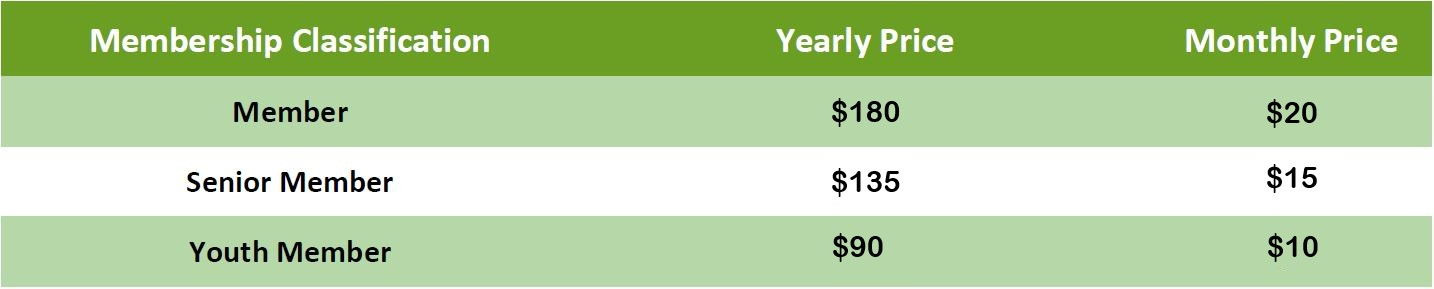 Membership Classification Yearly Price Monthly Price
Member $180 $20
Senior Member $135 $15
Youth Member $90 $10